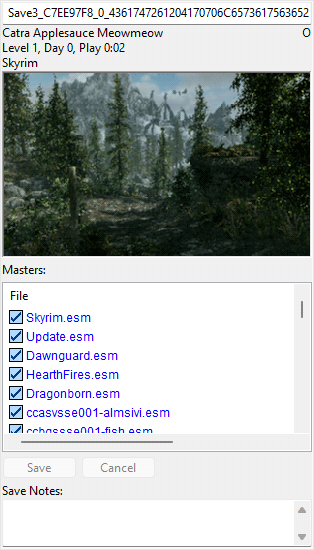 Save3_C7EE97F8_0_4361747261204170706C6573617563652
Catra Applesauce Meowmeow
O
Level 1, Day 0, Play 0:02
Skyrim
Masters:
File
Skyrim.esm
Update.esm
Dawnguard.esm
HearthFires.esm
Dragonborn.esm
ccasvsse001-almsivi.esm
ccbgssse001-fish.esm
Save
Cancel
Save Notes: